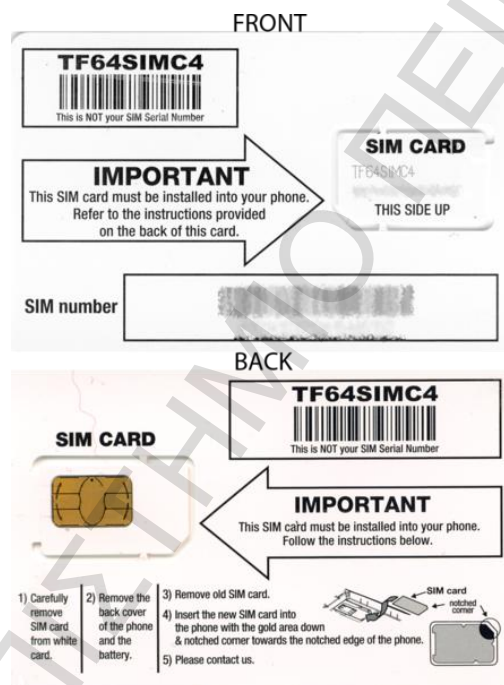 FRONT
TF64SIMC4
This is NOT your SIM Serial Number
IMPORTANT
This SIM card must be installed into your phone.
Refer to the instructions provided
on the back of this card.
SIM CARD
TF64SIMC4
THIS SIDE UP
SIM number
BACK
TF64SIMC4
This is NOT your SIM Serial Number
SIM CARD
IMPORTANT
This SIM card must be installed into your phone.
Follow the instructions below.
1) Carefully
remove
SIM card
from white
card.
2) Remove the
back cover
of the phone
and the
battery.
3) Remove old SIM card.
4) Insert the new SIM card into
the phone with the gold area down
& notched corner towards the notched edge of the phone.
5) Please contact us.
SIM card
notched
corner